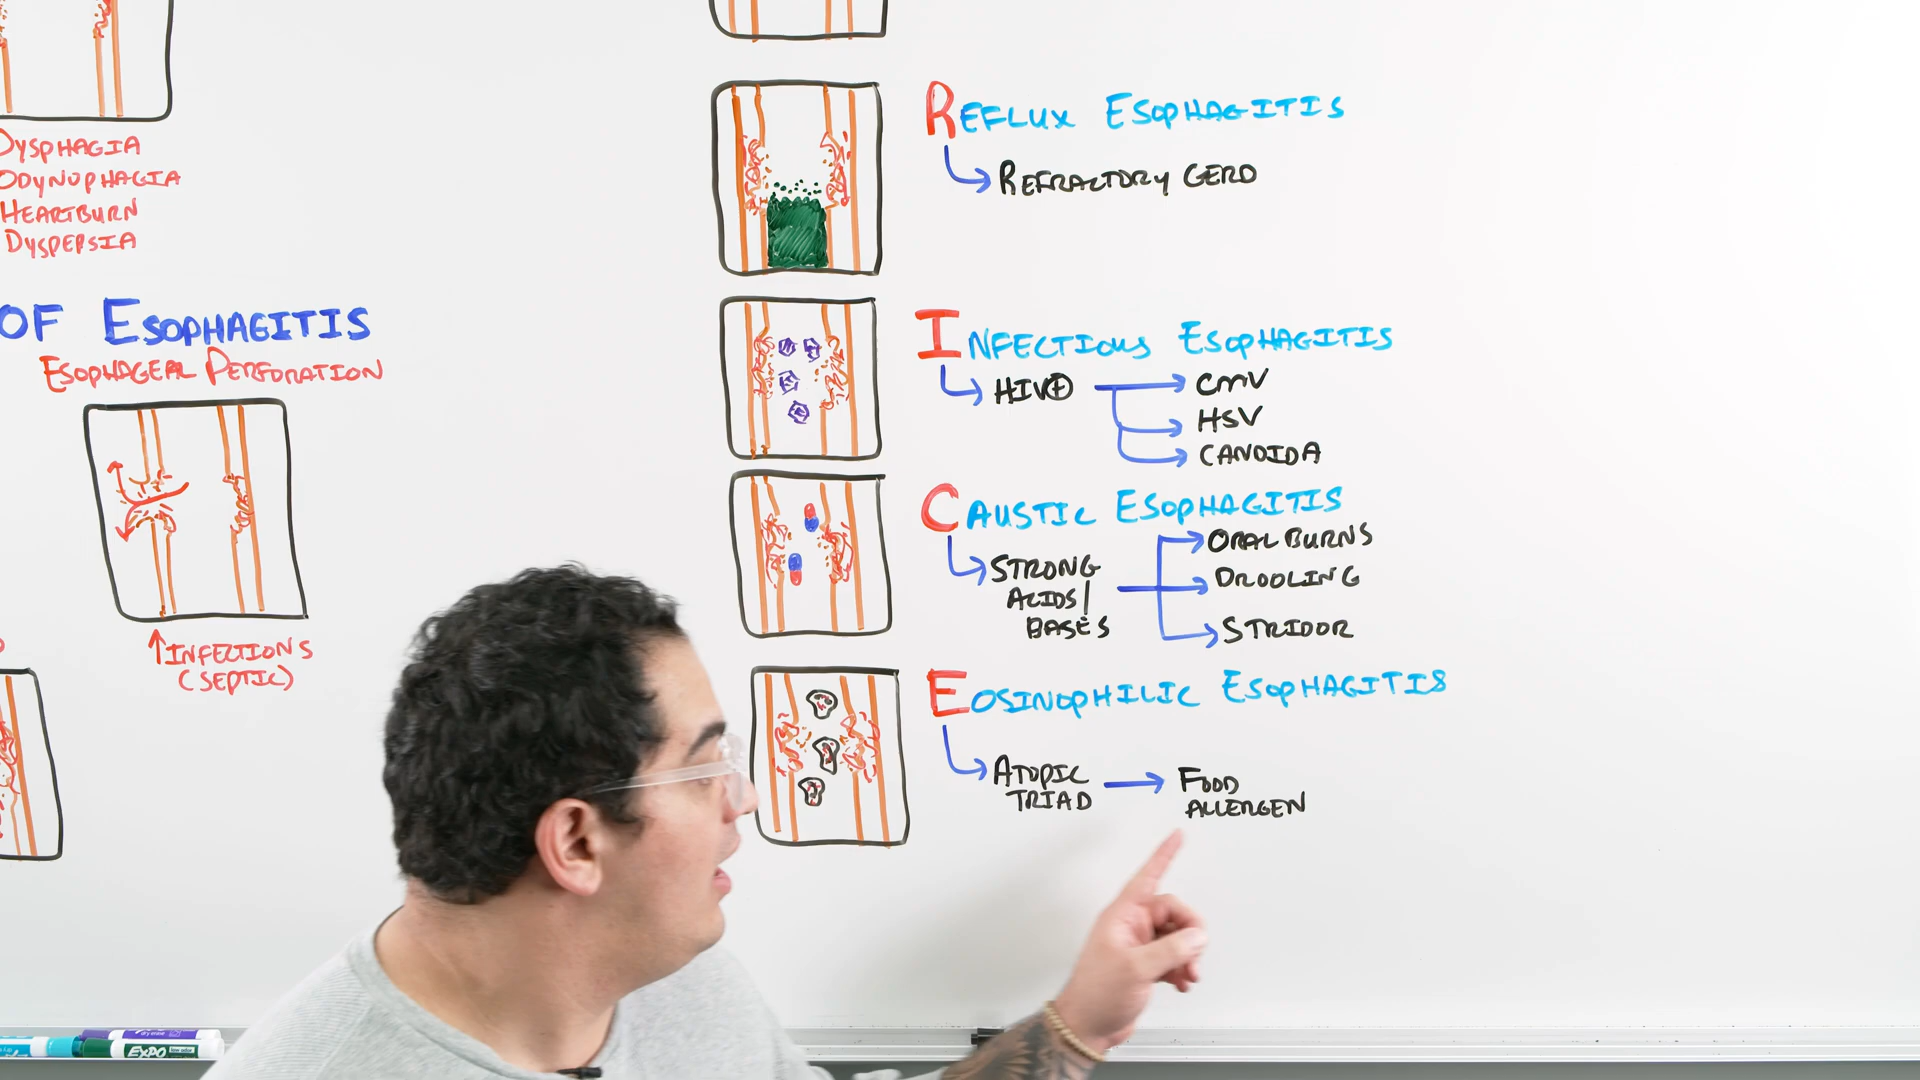 DYSPHAGIA
ODYNOPHAGIA
HEARTBURN
DYSPEPSIA
OF ESOPHAGITIS
ESOPHAGEAL PERFORATION
↑INFECTIONS
(SEPTIC)
REFLUX ESOPHAGITIS
REFRACTORY GERD
INFECTIOUS ESOPHAGITIS
HIV⊕
CMV
HSV
CANDIDA
CAUSTIC ESOPHAGITIS
STRONG
ACIDS/
BASES
ORAL BURNS
DROOLING
STRIDOR
EOSINOPHILIC ESOPHAGITIS
ATOPIC
TRIAD
FOOD
ALLERGEN
EXPO